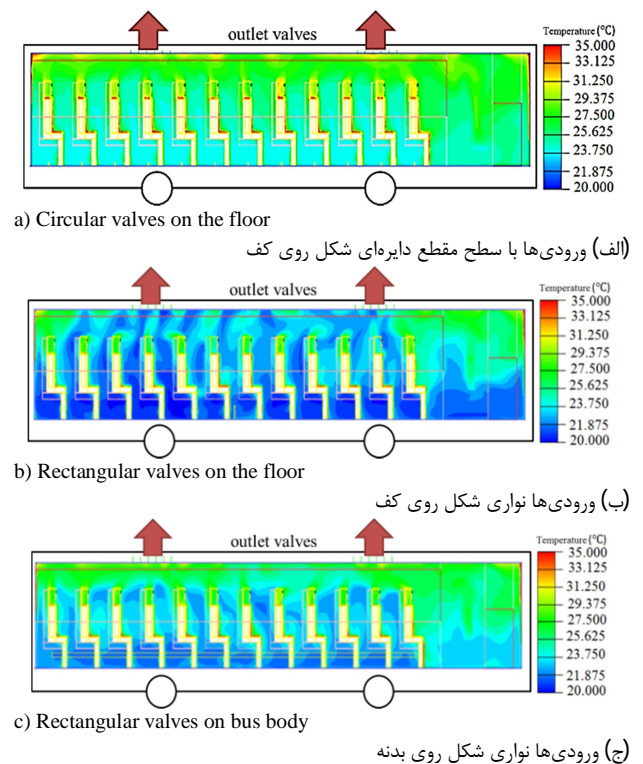 outlet valves
Temperature (°C)
35.000
33.125
31.250
29.375
27.500
25.625
23.750
21.875
20.000
a) Circular valves on the floor
الف) ورودی‌ها با سطح مقطع دایره‌ای شکل روی کف
outlet valves
Temperature (°C)
35.000
33.125
31.250
29.375
27.500
25.625
23.750
21.875
20.000
b) Rectangular valves on the floor
ب) ورودی‌ها نواری شکل روی کف
outlet valves
Temperature (°C)
35.000
33.125
31.250
29.375
27.500
25.625
23.750
21.875
20.000
c) Rectangular valves on bus body
ج) ورودی‌ها نواری شکل روی بدنه